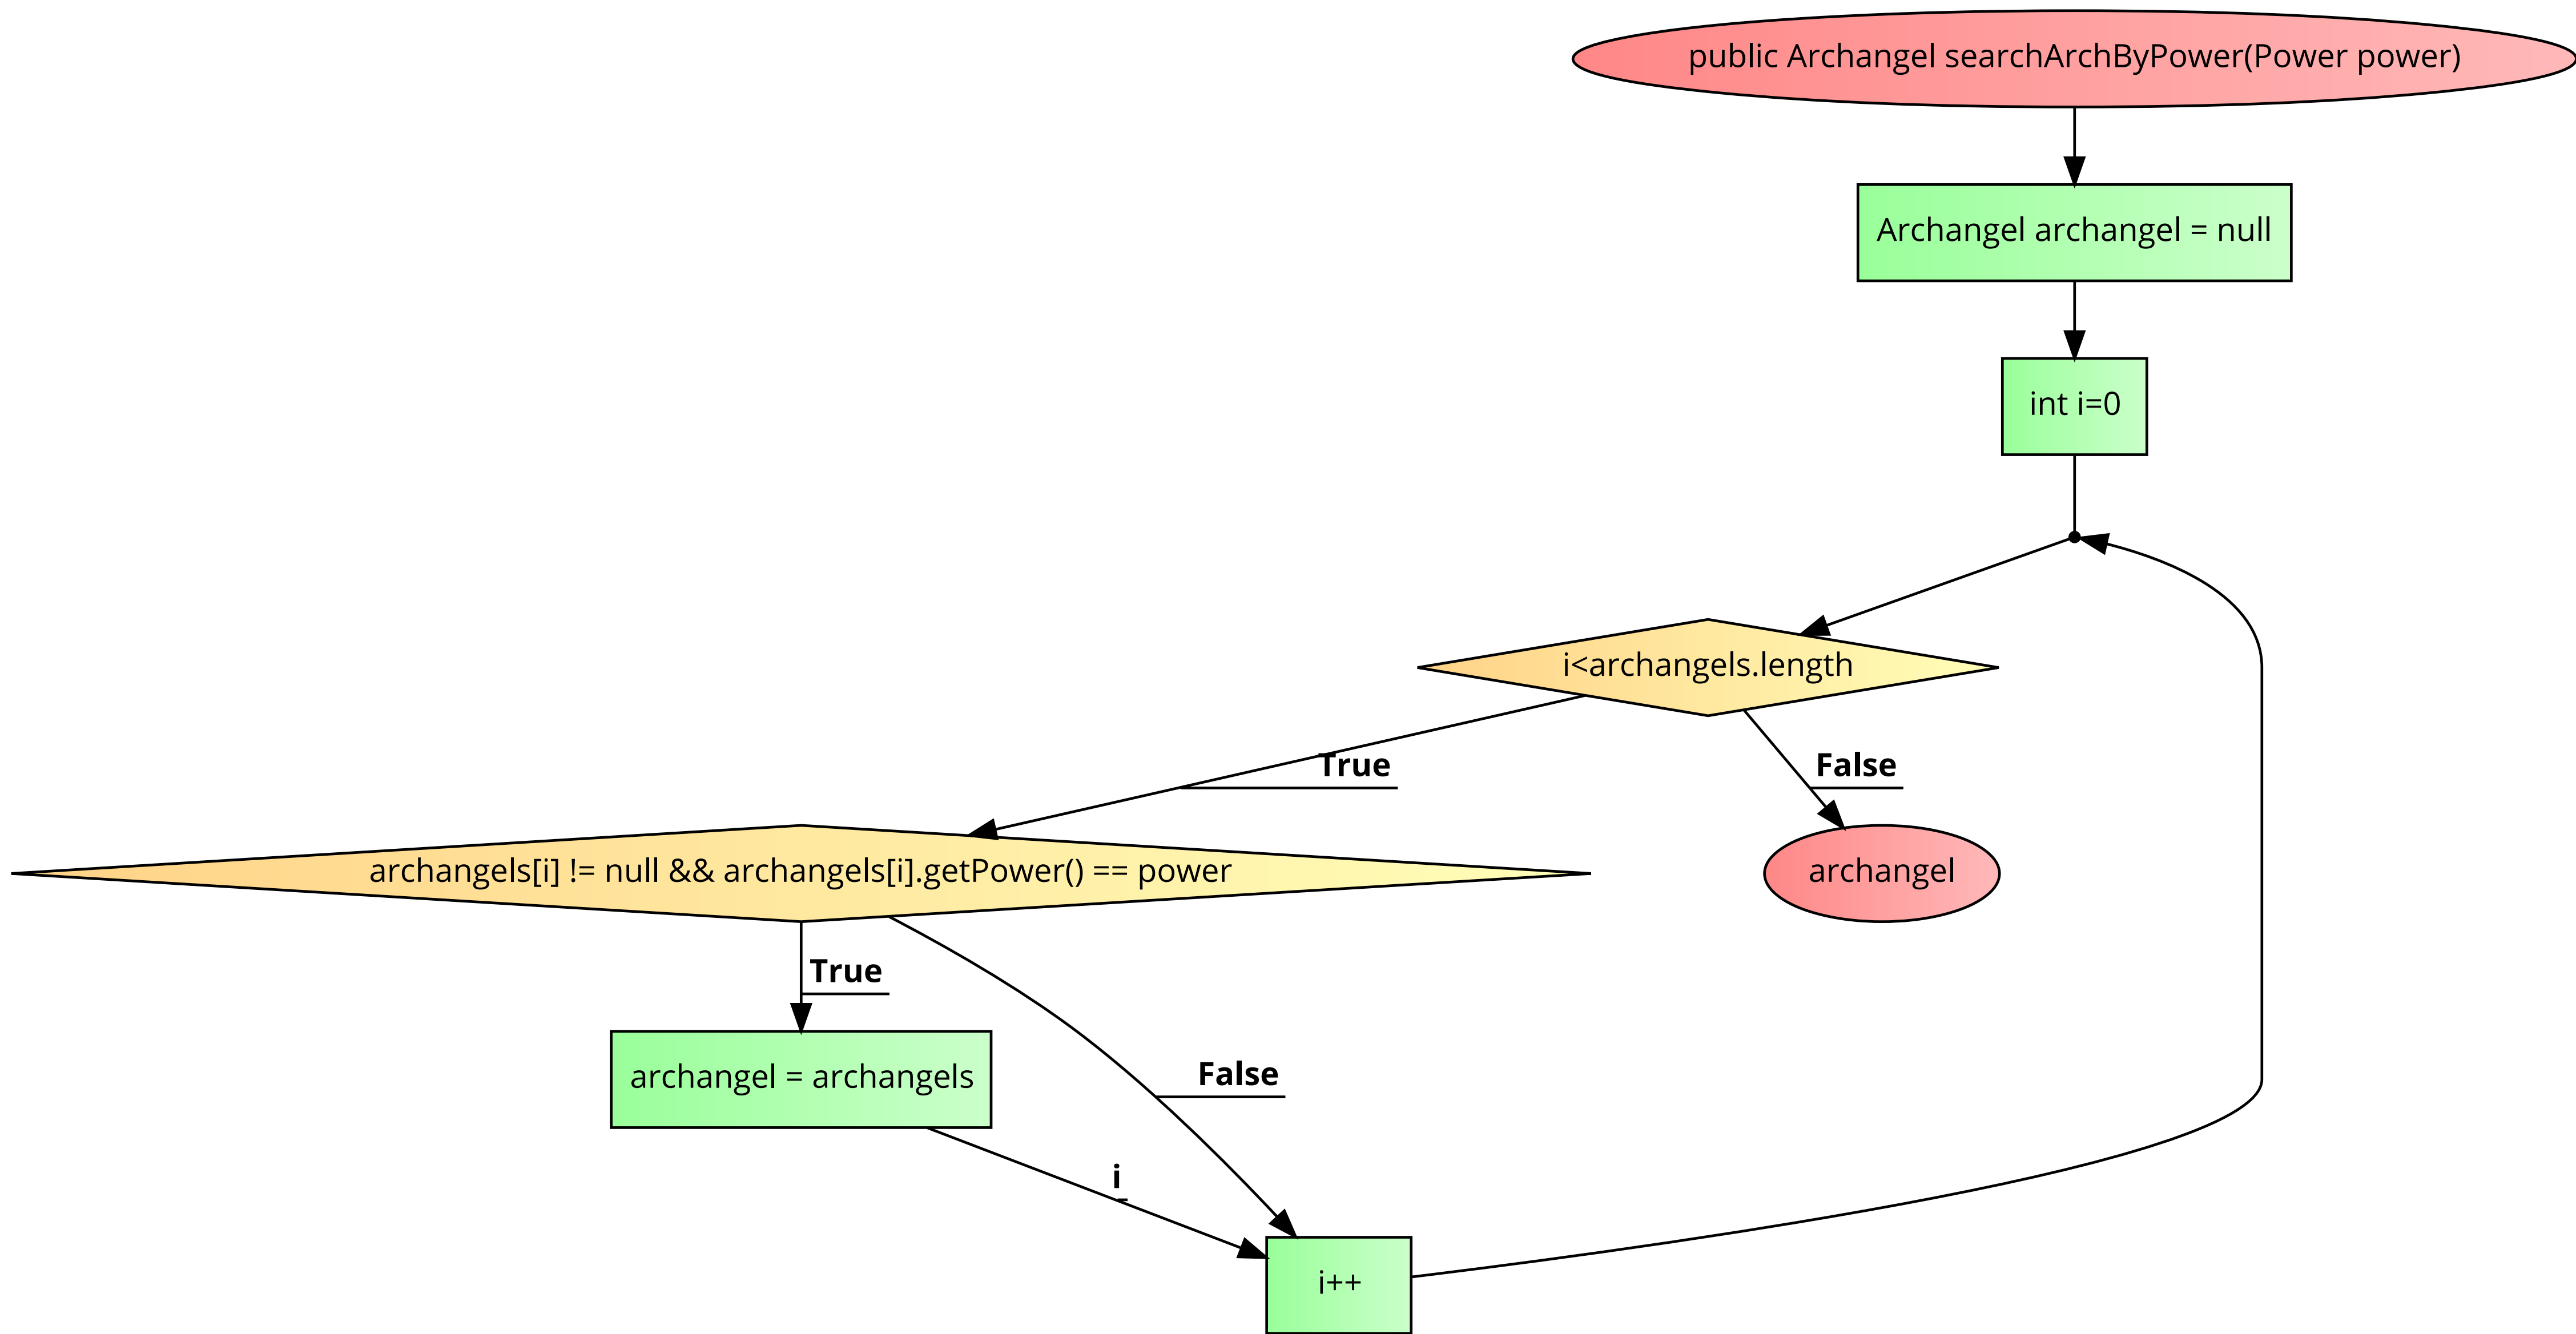 public Archangel searchArchByPower(Power power)
Archangel archangel = null
int i=0
i<archangels.length
True
False
archangels[i] != null && archangels[i].getPower() == power
archangel
True
archangel = archangels
False
i
i++